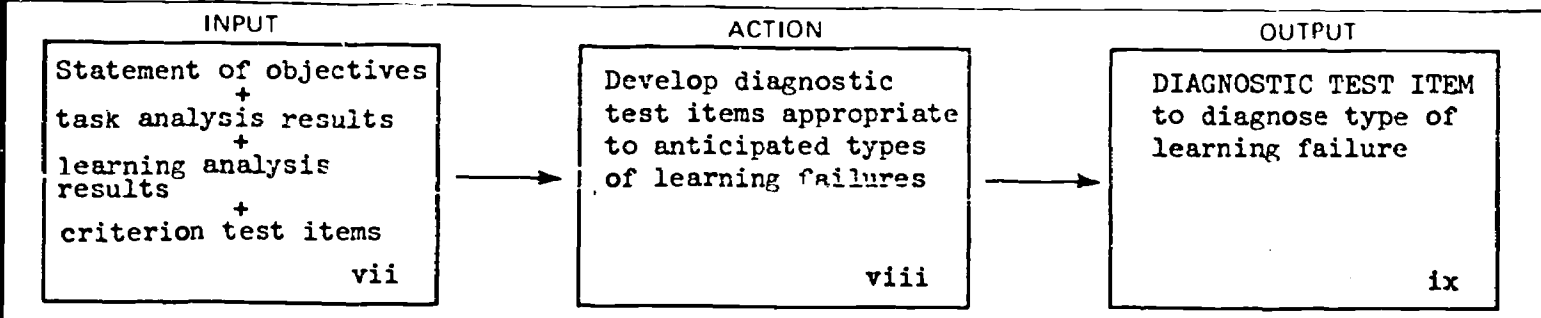 INPUT
Statement of objectives
+
task analysis results
+
learning analysis
results
+
criterion test items
vii
ACTION
Develop diagnostic
test items appropriate
to anticipated types
of learning failures
viii
OUTPUT
DIAGNOSTIC TEST ITEM
to diagnose type of
learning failure
ix